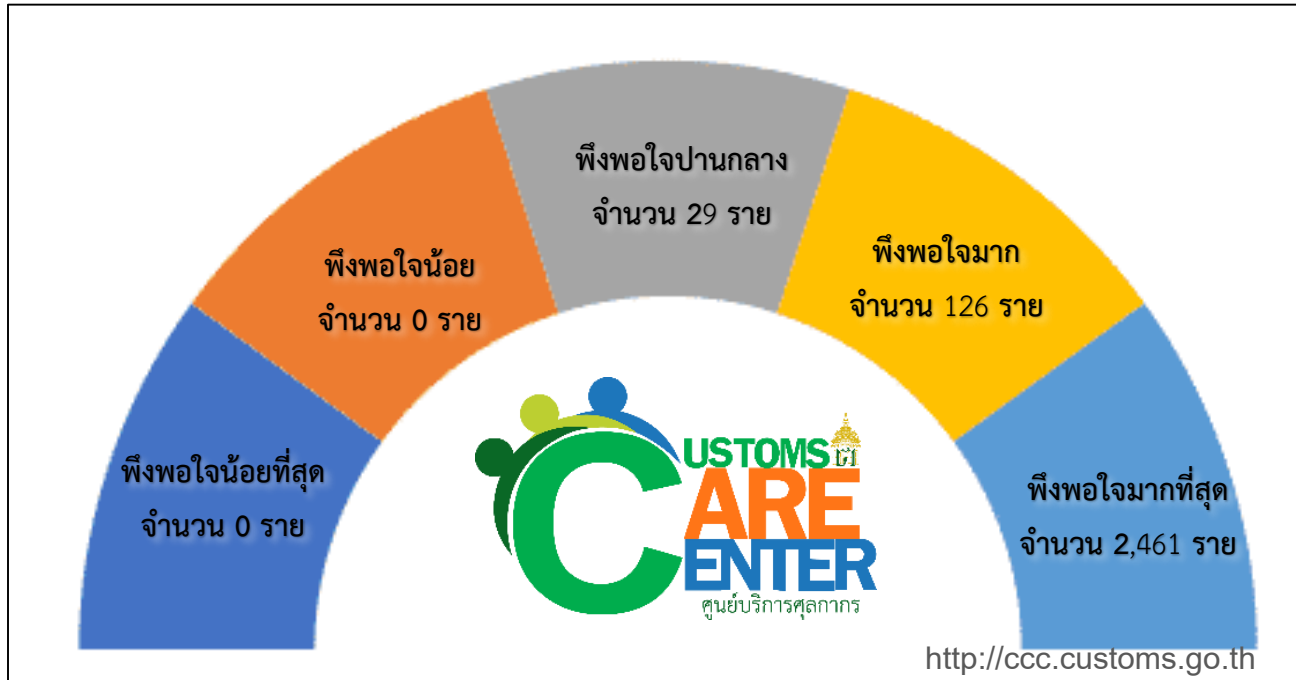 พึงพอใจปานกลาง
จำนวน 29 ราย
พึงพอใจน้อย
จำนวน 0 ราย
พึงพอใจมาก
จำนวน 126 ราย
พึงพอใจน้อยที่สุด
จำนวน 0 ราย
พึงพอใจมากที่สุด
จำนวน 2,461 ราย
CUSTOMS
CARE
CENTER
ศูนย์บริการศุลกากร
http://ccc.customs.go.th